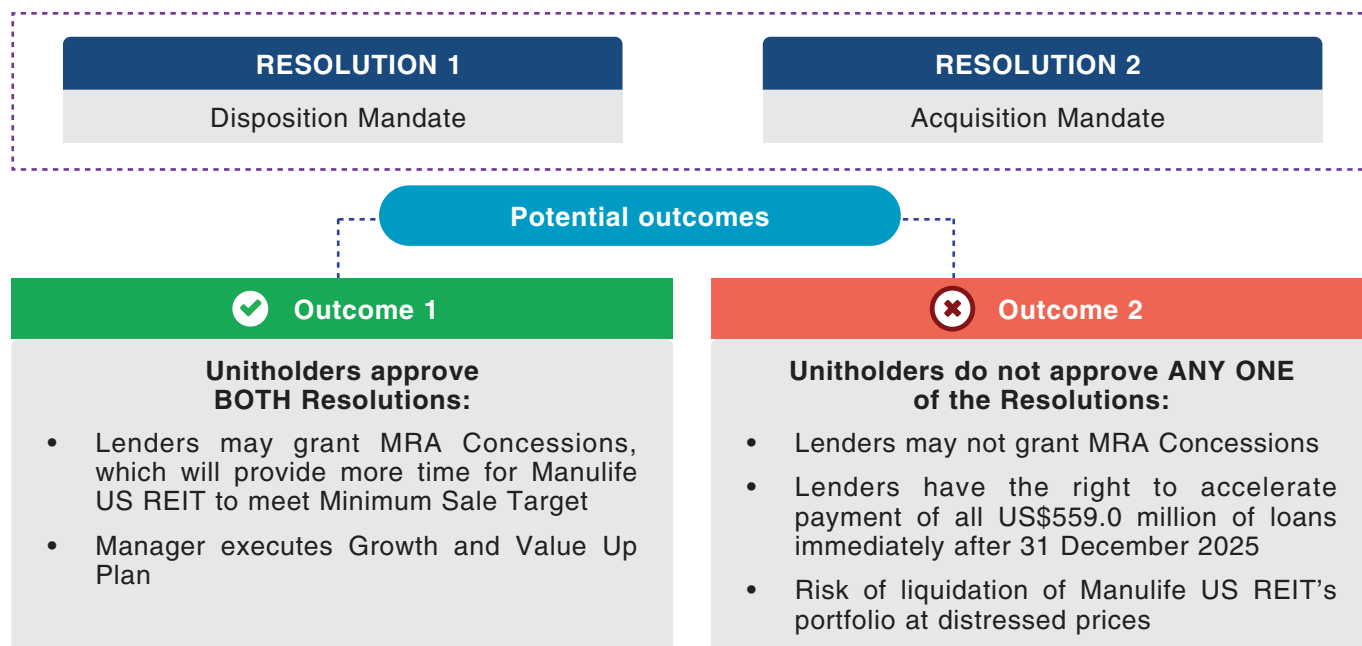 RESOLUTION 1
Disposition Mandate
RESOLUTION 2
Acquisition Mandate
Potential outcomes
Outcome 1
Unitholders approve
BOTH Resolutions:
• Lenders may grant MRA Concessions,
which will provide more time for Manulife
US REIT to meet Minimum Sale Target
• Manager executes Growth and Value Up
Plan
Outcome 2
Unitholders do not approve ANY ONE
of the Resolutions:
• Lenders may not grant MRA Concessions
• Lenders have the right to accelerate
payment of all US$559.0 million of loans
immediately after 31 December 2025
• Risk of liquidation of Manulife US REIT's
portfolio at distressed prices